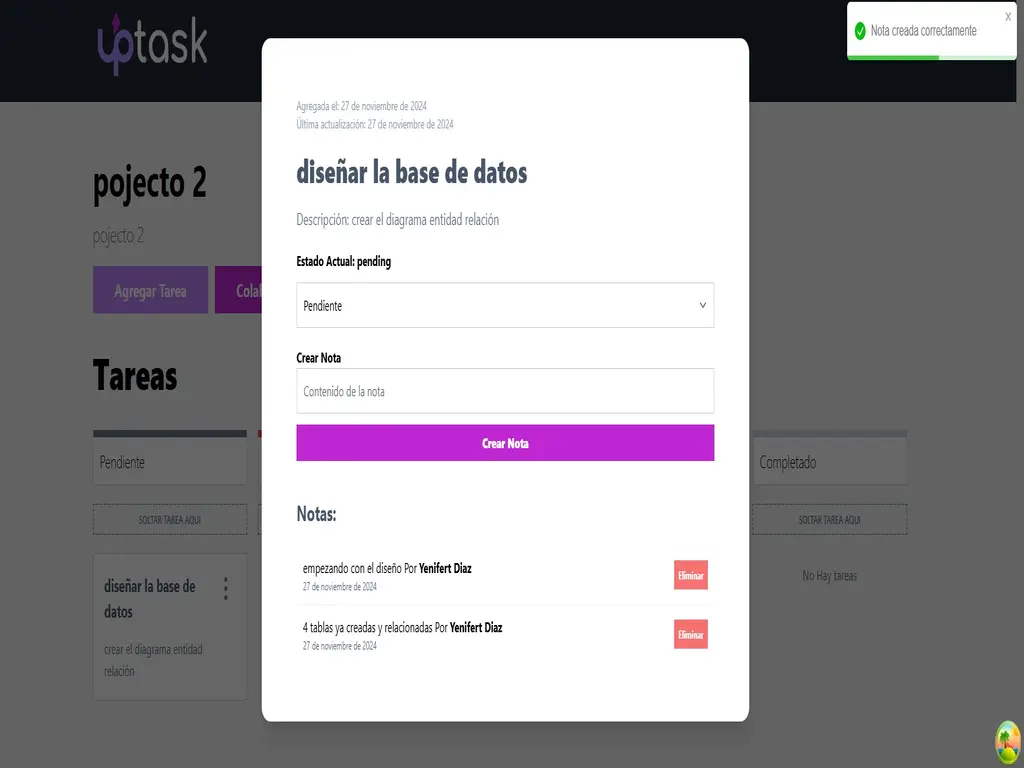 uptask
Nota creada correctamente
X
Agregada el: 27 de noviembre de 2024
Última actualización: 27 de noviembre de 2024
pojecto 2
pojecto 2
Agregar Tarea
Colab
Tareas
diseñar la base de datos
Descripción: crear el diagrama entidad relación
Estado Actual: pending
Pendiente
Crear Nota
Contenido de la nota
Crear Nota
Notas:
empezando con el diseño Por Yenifert Diaz
27 de noviembre de 2024
Eliminar
4 tablas ya creadas y relacionadas Por Yenifert Diaz
27 de noviembre de 2024
Eliminar
Pendiente
SOLTAR TAREA AQUI
diseñar la base de
datos
crear el diagrama entidad
relación
Completado
SOLTAR TAREA AQUI
No Hay tareas